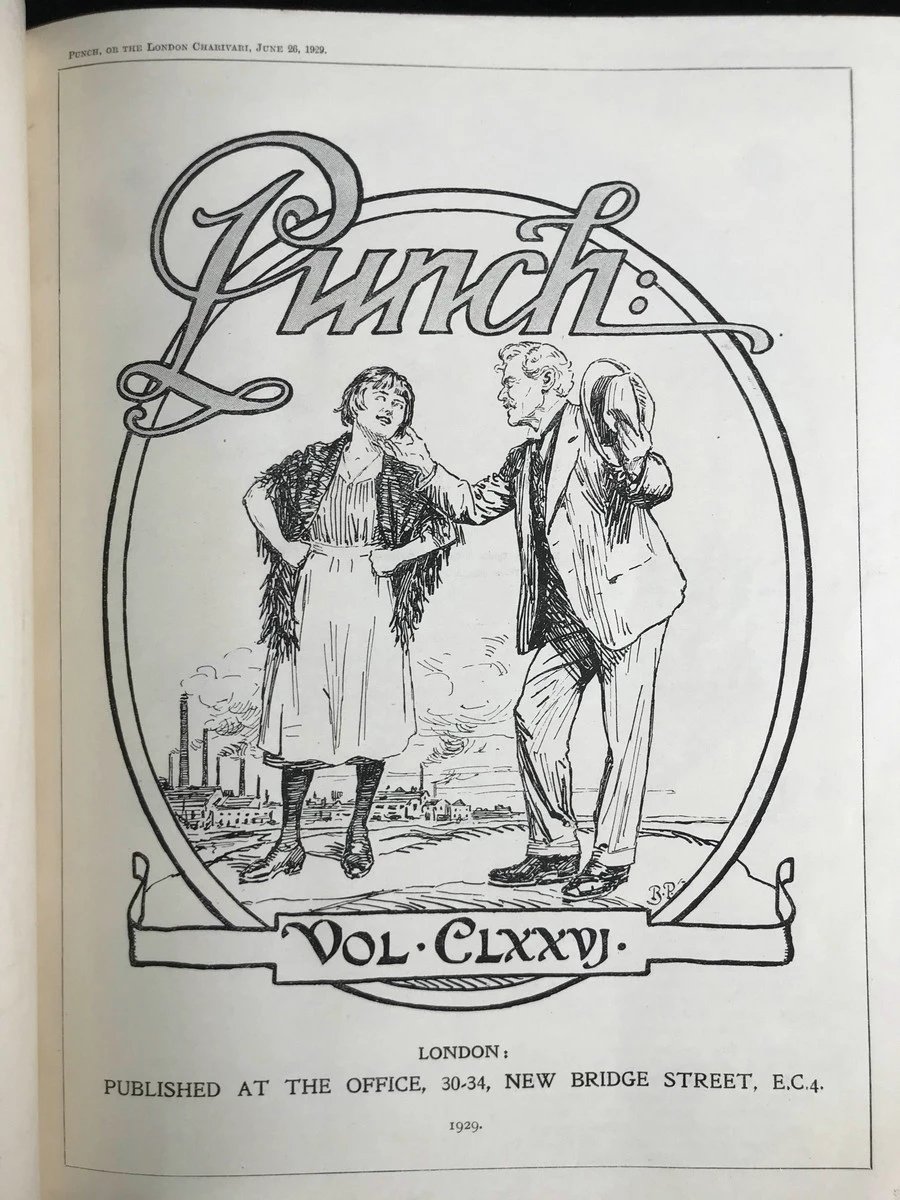 PUNCH, OR THE LONDON CHARIVARI, JUNE 26, 1929.
Punch:
B.P.
VOL · CLXXVJ ·
LONDON:
PUBLISHED AT THE OFFICE, 30-34, NEW BRIDGE STREET, E.C.4.
1929.